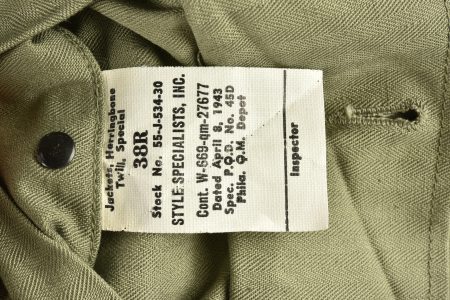 Jackets, Herringbone
Twill, Special
38R
Stock No. 55-J-534-30
STYLE SPECIALISTS, INC.
Cont. W-669-qm-27677
Dated April 8, 1943
Spec. P.Q.D. No. 45D
Phila. Q.M. Depot
Inspector